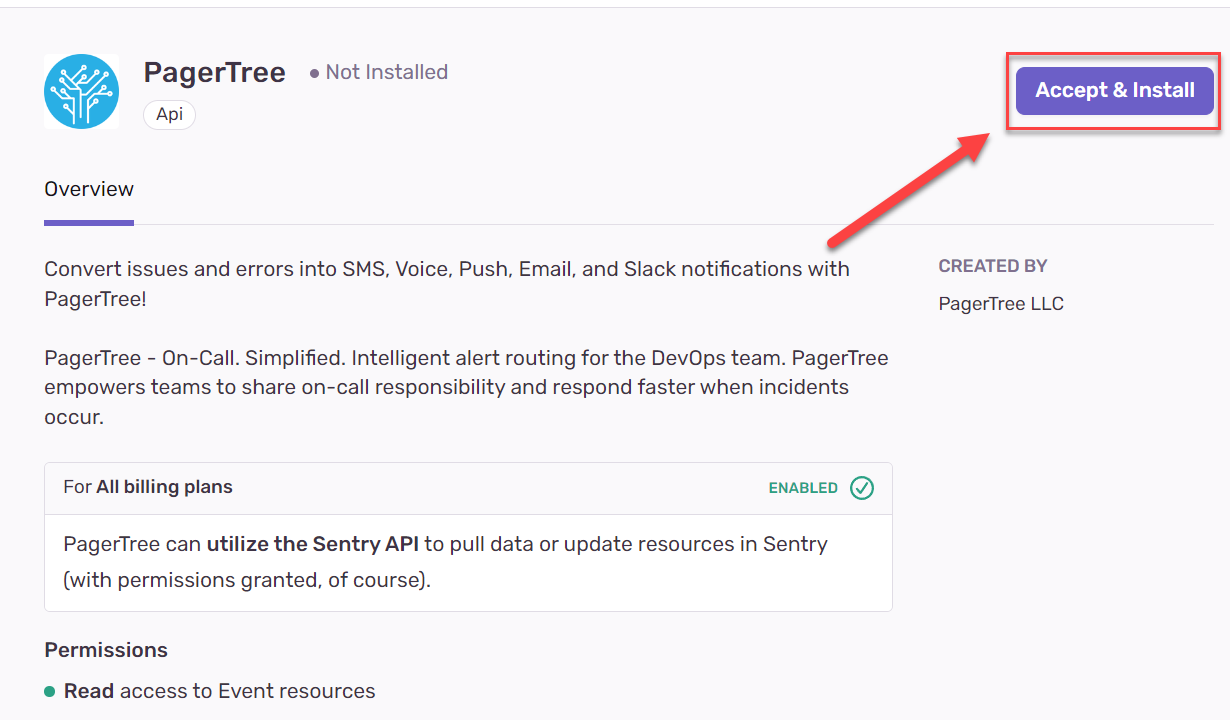 PagerTree
Not Installed
Api
Accept & Install
Overview
Convert issues and errors into SMS, Voice, Push, Email, and Slack notifications with
PagerTree!
PagerTree - On-Call. Simplified. Intelligent alert routing for the DevOps team. PagerTree
empowers teams to share on-call responsibility and respond faster when incidents
occur.
CREATED BY
PagerTree LLC
For All billing plans
ENABLED
PagerTree can utilize the Sentry API to pull data or update resources in Sentry
(with permissions granted, of course).
Permissions
Read access to Event resources